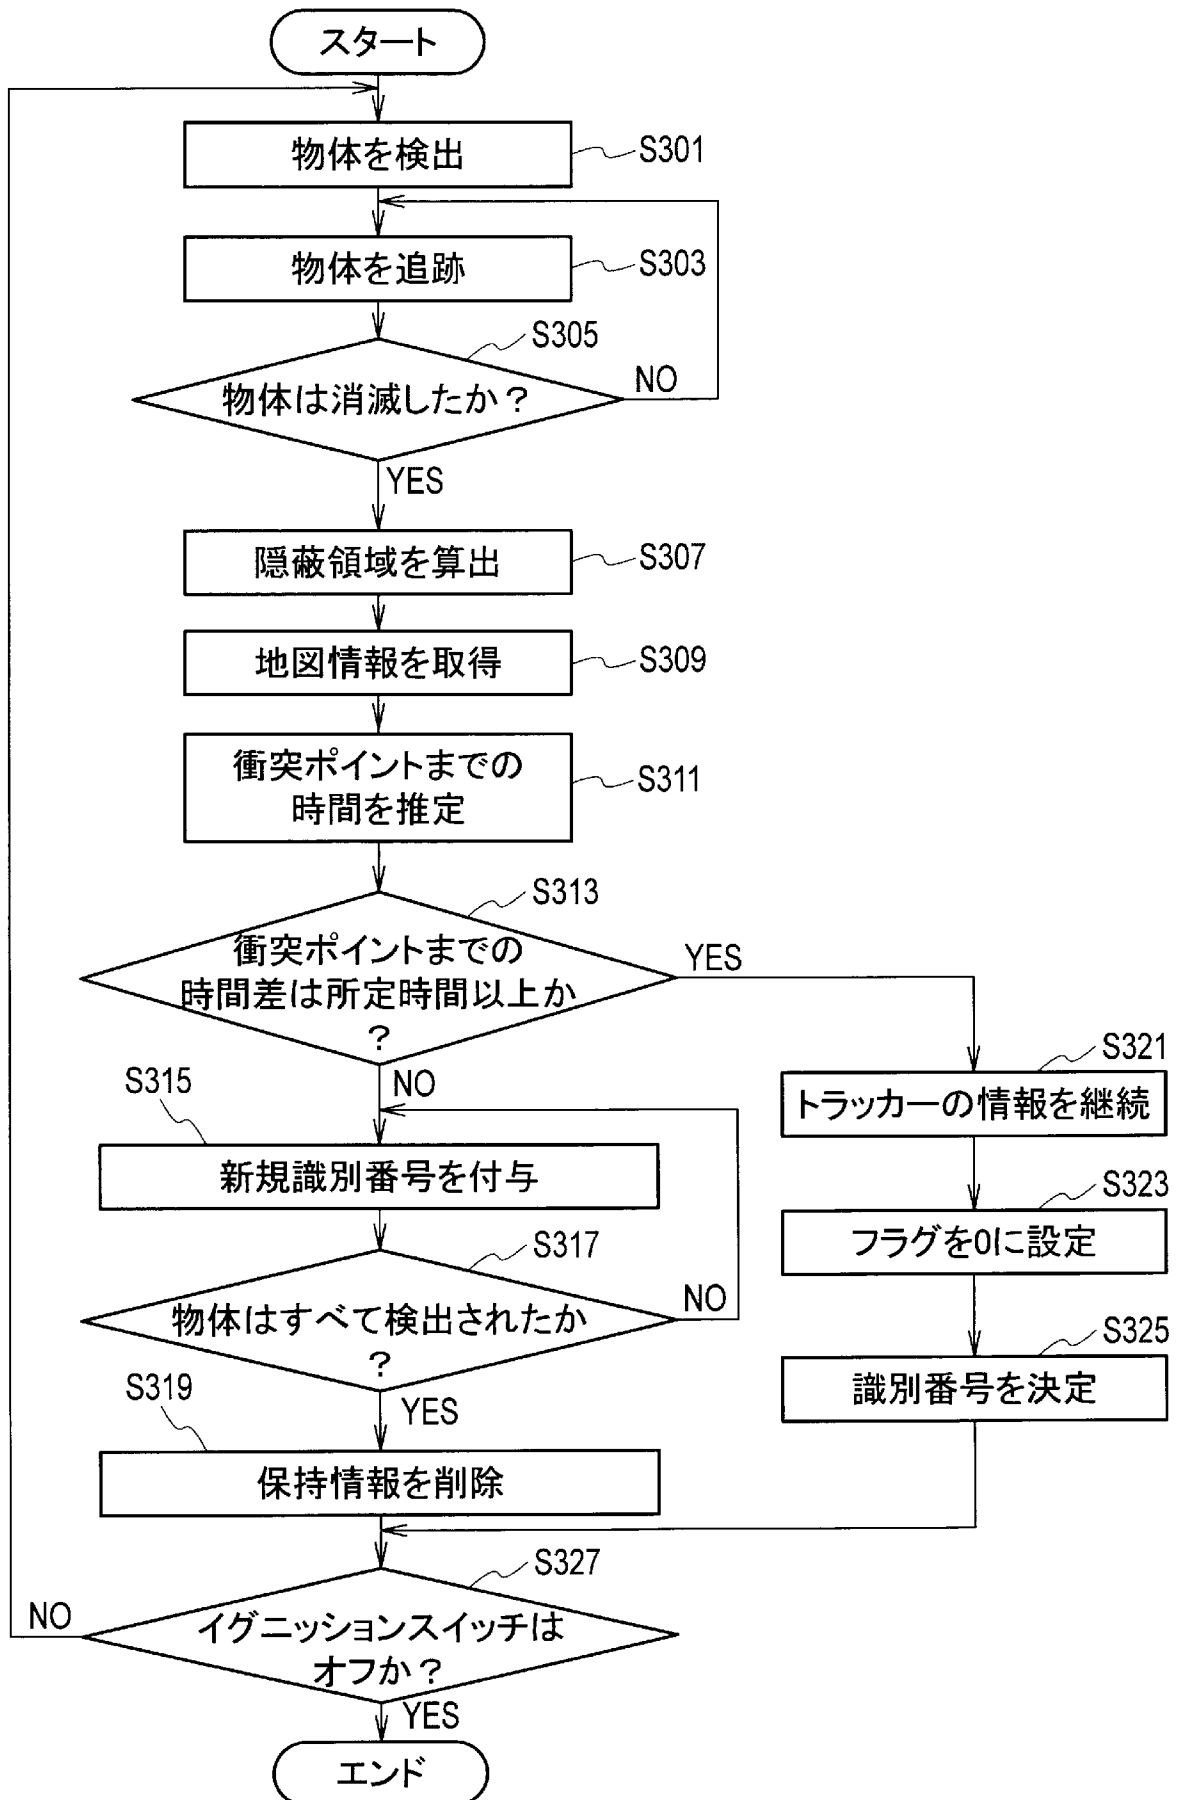 スタート
物体を検出
S301
物体を追跡
S303
S305
物体は消滅したか？
NO
YES
隠蔽領域を算出
S307
地図情報を取得
S309
衝突ポイントまでの
時間を推定
S311
S313
衝突ポイントまでの
時間差は所定時間以上か
？
YES
NO
S315
新規識別番号を付与
S317
物体はすべて検出されたか
？
NO
YES
S319
保持情報を削除
S321
トラッカーの情報を継続
S323
フラグを0に設定
S325
識別番号を決定
S327
イグニッションスイッチは
オフか？
NO
YES
エンド